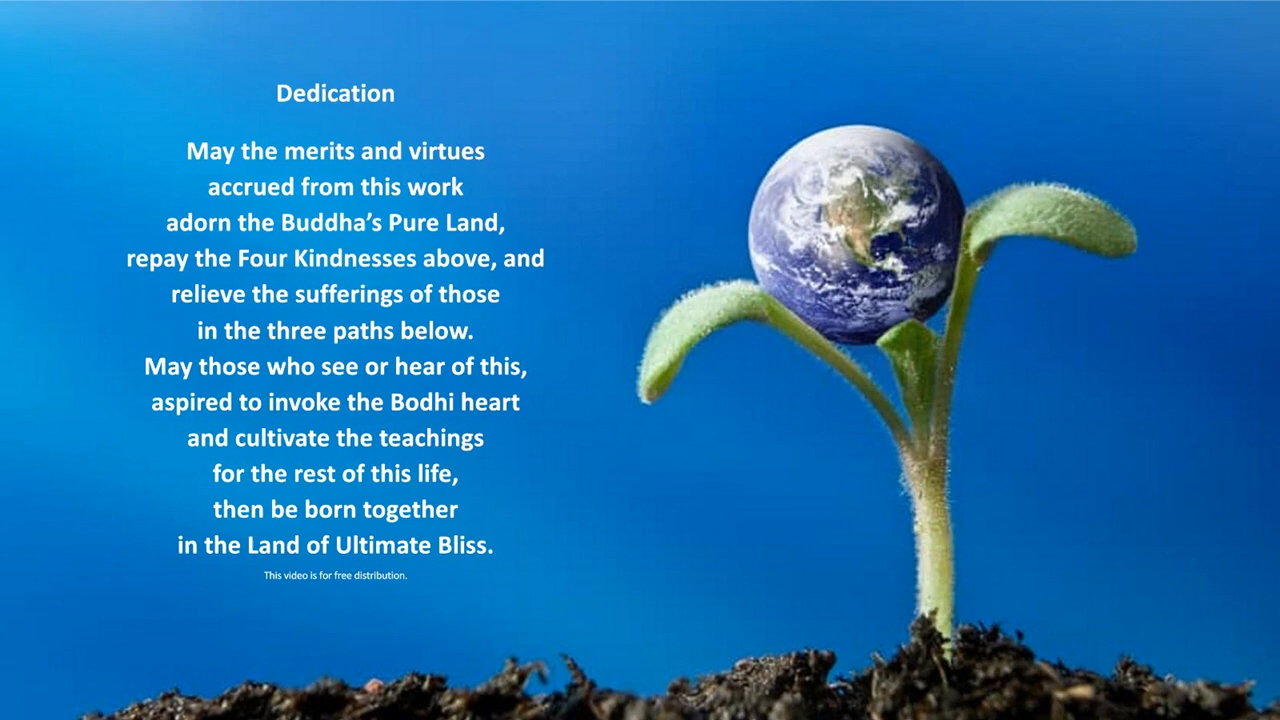 Dedication
May the merits and virtues
accrued from this work
adorn the Buddha’s Pure Land,
repay the Four Kindnesses above, and
relieve the sufferings of those
in the three paths below.
May those who see or hear of this,
aspired to invoke the Bodhi heart
and cultivate the teachings
for the rest of this life,
then be born together
in the Land of Ultimate Bliss.
This video is for free distribution.